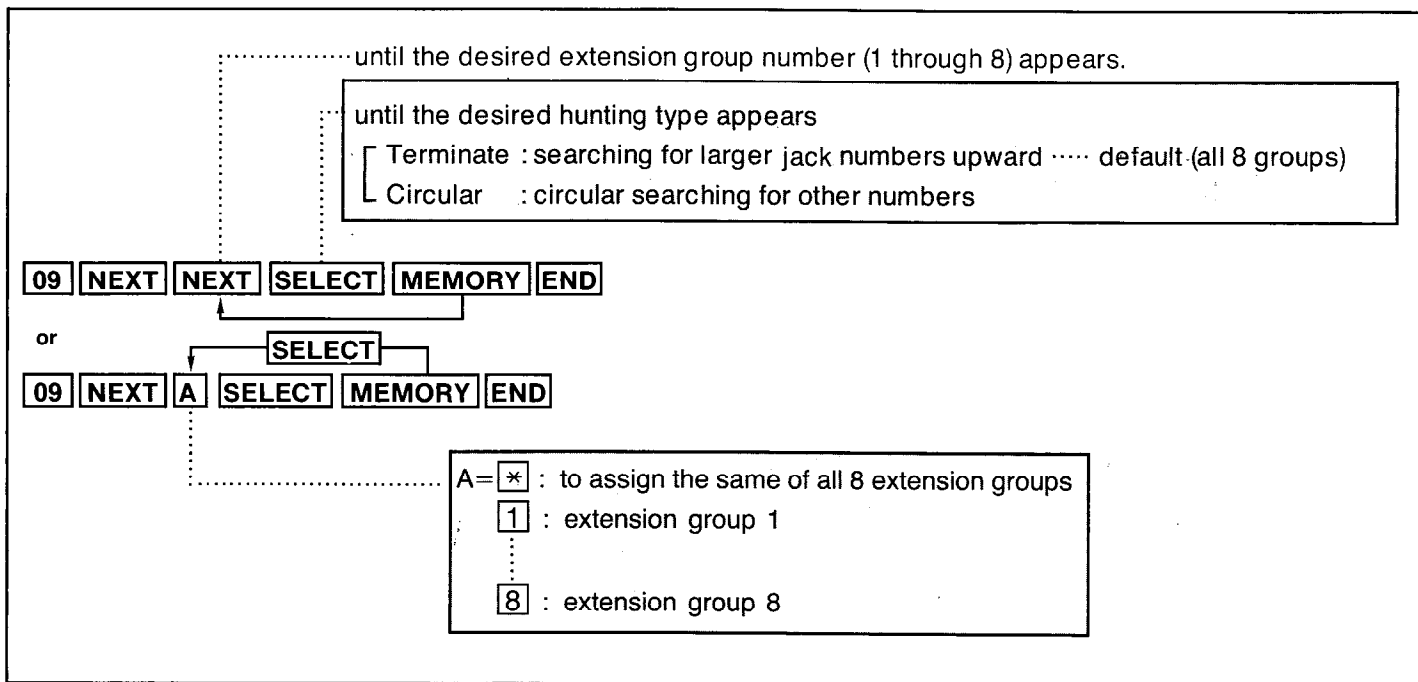 until the desired extension group number (1 through 8) appears.
until the desired hunting type appears
Terminate : searching for larger jack numbers upward ····· default (all 8 groups)
Circular : circular searching for other numbers
09 NEXT NEXT SELECT MEMORY END
or
SELECT
09 NEXT A SELECT MEMORY END
A=* : to assign the same of all 8 extension groups
1 : extension group 1
8 : extension group 8